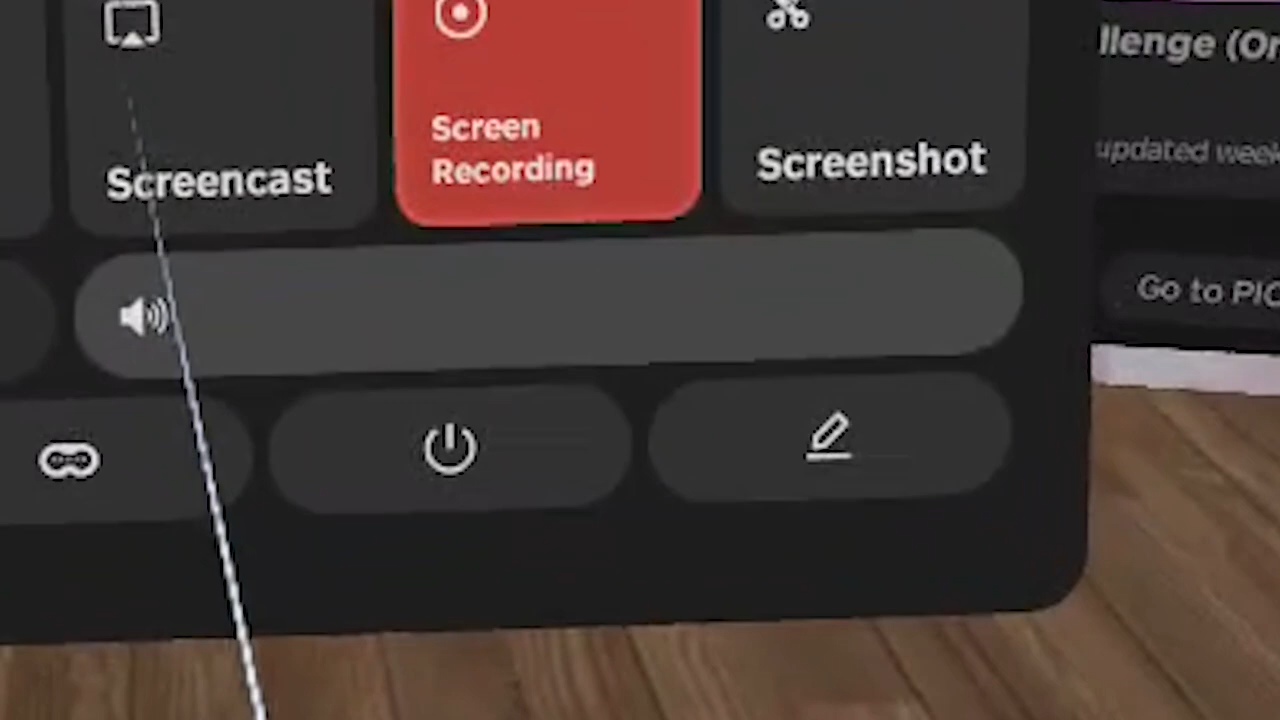 Screencast
Screen
Recording
Screenshot
llenge (Or
updated week
Go to PIC